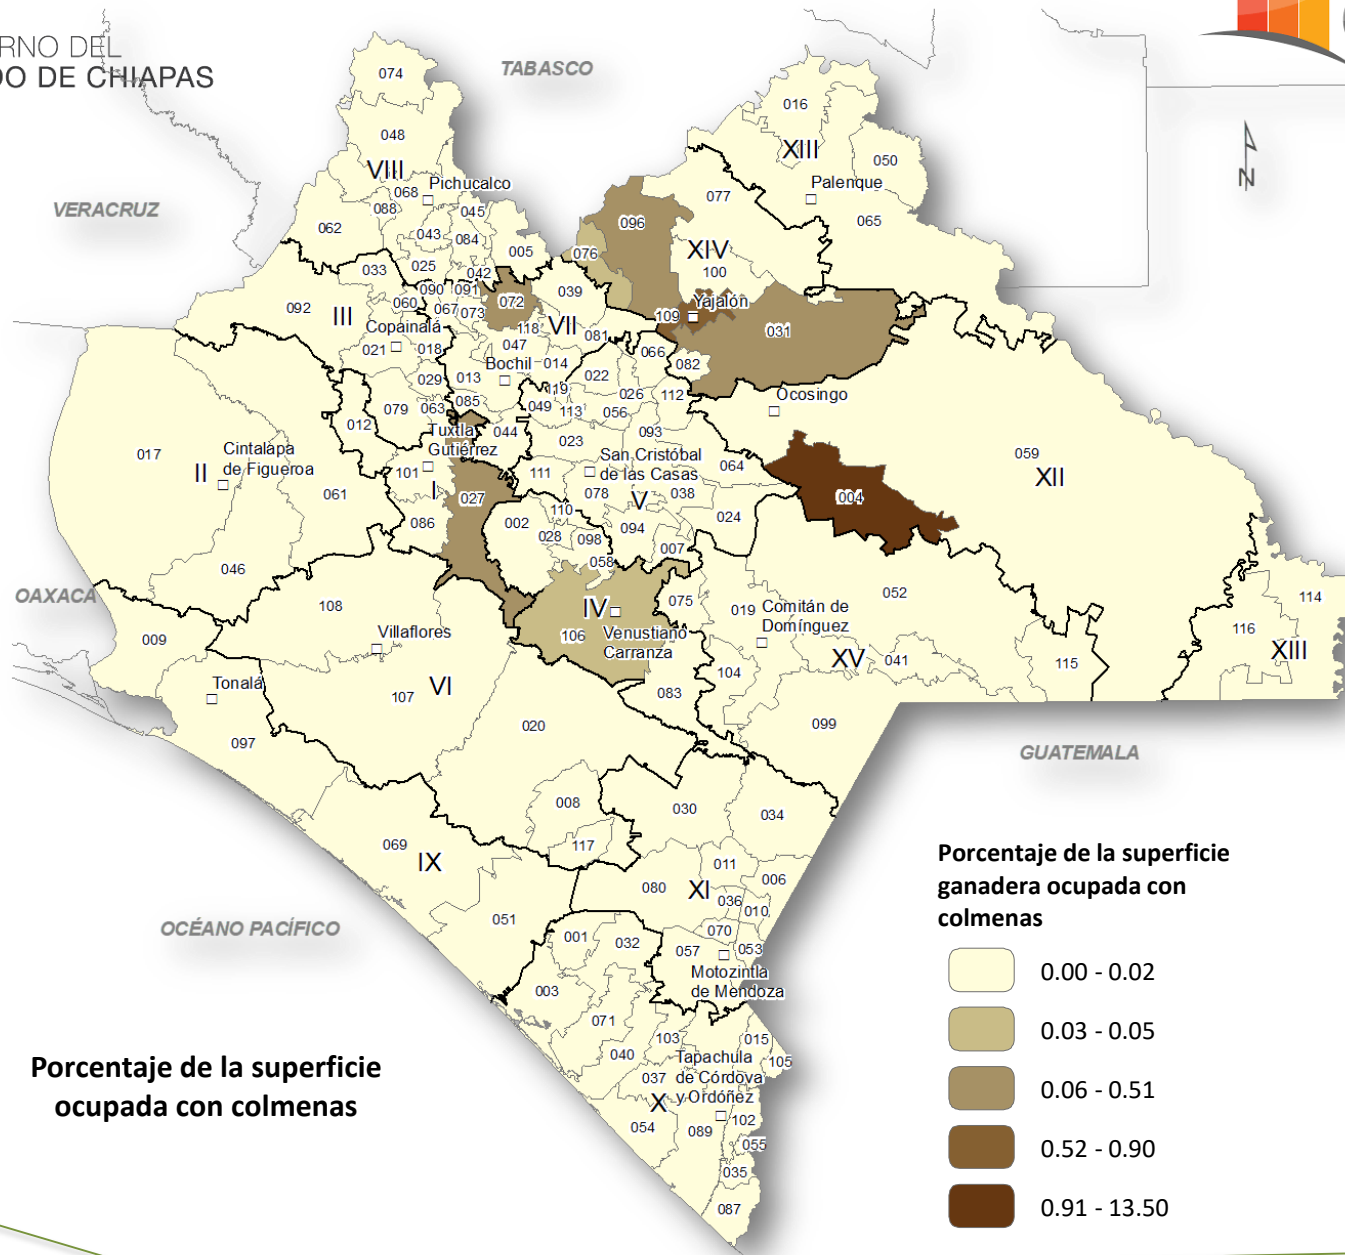 ERNO DEL
DO DE CHIAPAS
TABASCO
VERACRUZ
OAXACA
GUATEMALA
OCÉANO PACÍFICO
N
074
048
VIII
068
Pichucalco
088
045
062
043
084
005
025
042
033
090
091
092
060
067
073
072
039
III
VII
Copainalá
118
081
021
018
047
Bochil
014
029
013
079
063
085
049
119
113
022
066
026
056
112
012
Tuxtla
Gutiérrez
044
023
093
017
Cintalapa
de Figueroa
II
061
101
I
111
San Cristóbal
de las Casas
064
078
V
038
027
086
002
110
028
098
094
024
058
007
046
016
XIII
050
077
Palenque
065
096
076
XIV
100
Yajalón
109
031
082
Ocosingo
059
XII
004
052
108
IV
075
019
Comitán de
Domínguez
106
Venustiano
Carranza
Villaflores
009
XV
041
115
114
116
XIII
104
Tonalá
107
VI
083
020
099
097
008
030
034
117
069
IX
011
006
080
XI
036
010
051
070
053
057
Motozintla
de Mendoza
001
032
003
071
103
015
105
040
Tapachula
de Córdova
y Ordóñez
037
X
054
089
102
055
035
087
Porcentaje de la superficie
ocupada con colmenas
Porcentaje de la superficie
ganadera ocupada con
colmenas
0.00 - 0.02
0.03 - 0.05
0.06 - 0.51
0.52 - 0.90
0.91 - 13.50